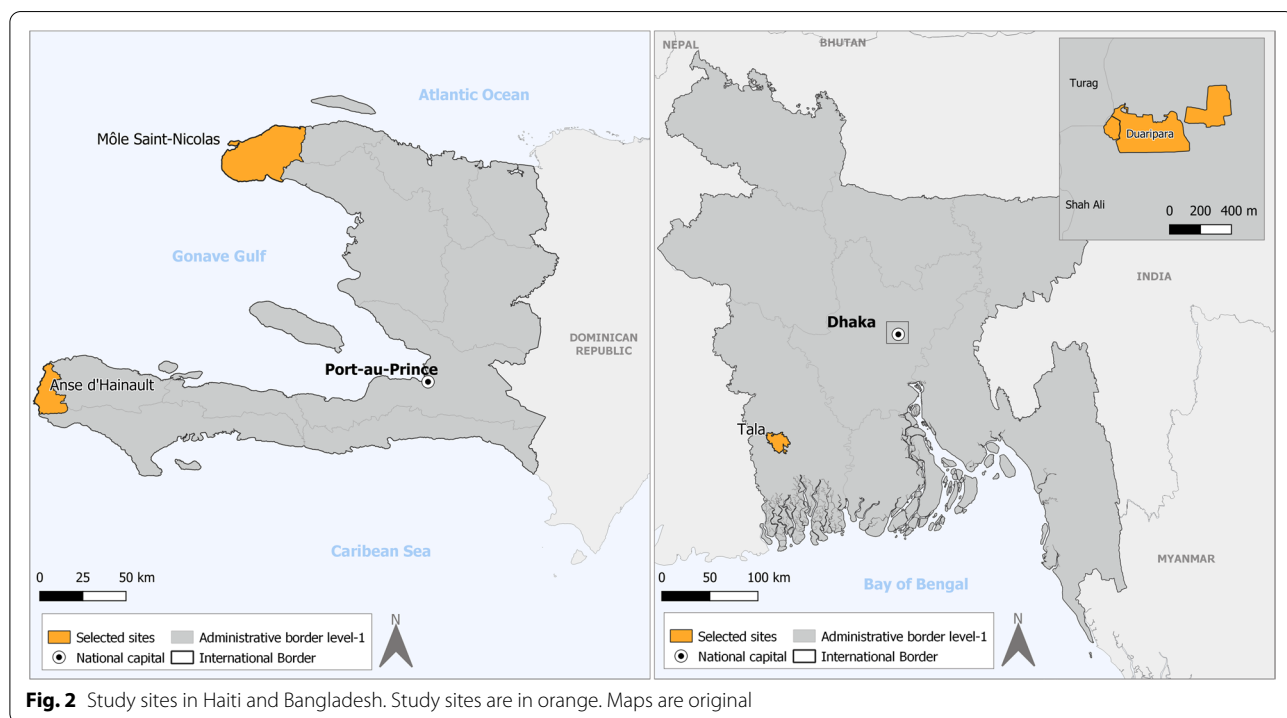 Atlantic Ocean
Môle Saint-Nicolas
Gonave Gulf
DOMINICAN
REPUBLIC
Port-au-Prince
Anse d'Hainault
Caribean Sea
0 25 50 km
Selected sites Administrative border level-1
National capital International Border
N
NEPAL
BHUTAN
Turag
Duaripara
Shah Ali
0 200 400 m
INDIA
Dhaka
Tala
MYANMAR
0 50 100 km
Bay of Bengal
Selected sites Administrative border level-1
National capital International Border
N
Fig. 2 Study sites in Haiti and Bangladesh. Study sites are in orange. Maps are original